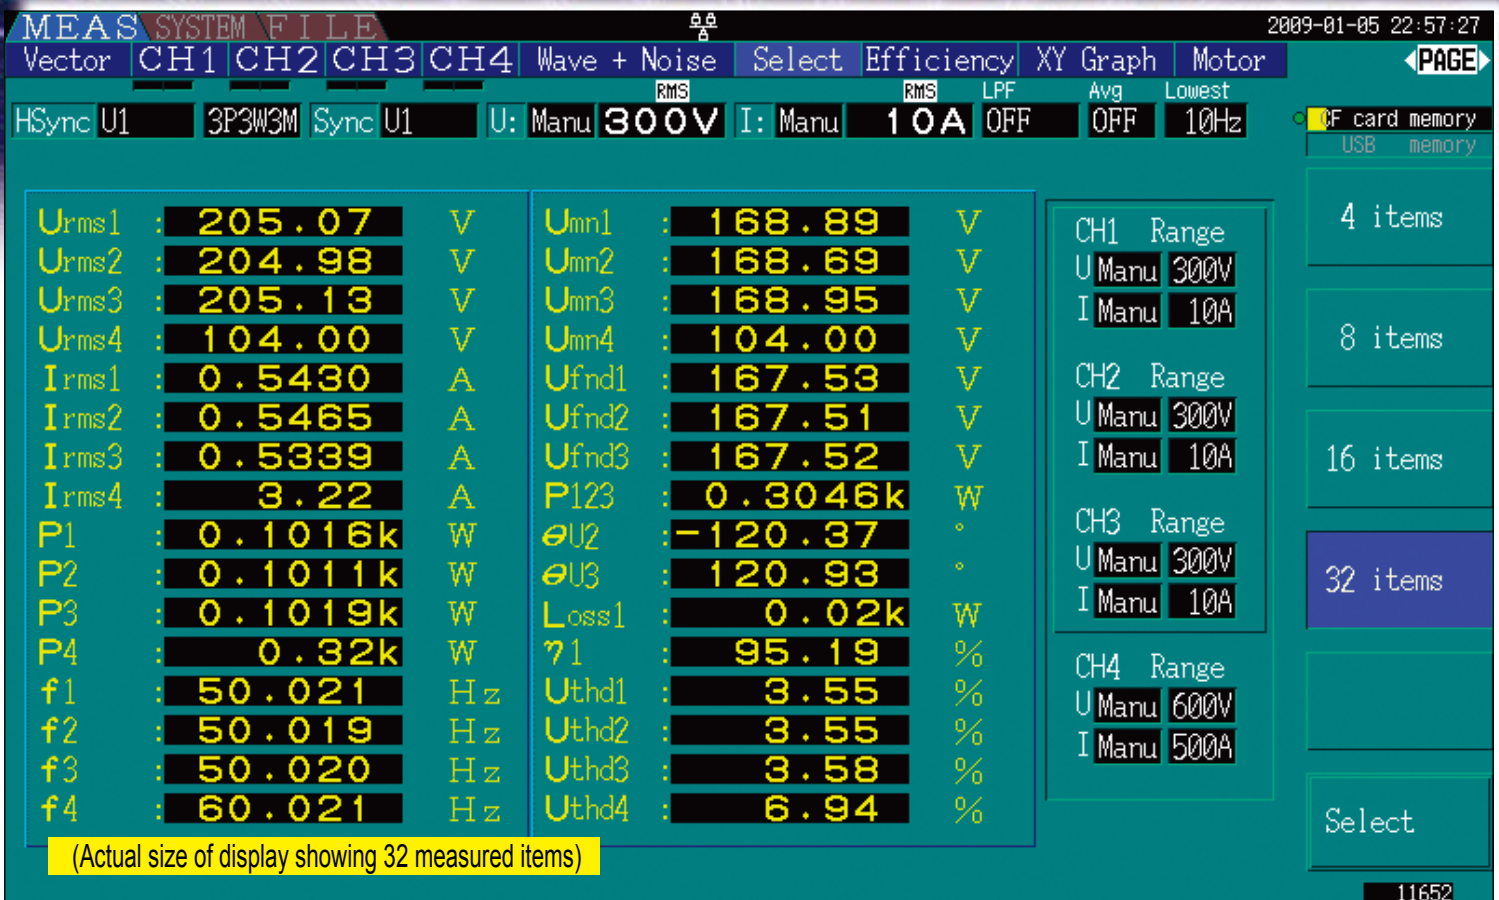 MEAS SYSTEM FILE 2009-01-05 22:57:27
Vector CH1 CH2 CH3 CH4 Wave + Noise Select Efficiency XY Graph Motor PAGE
RMS RMS LPF Avg Lowest
HSync U1 3P3W3M Sync U1 U: Manu 300V I: Manu 10A OFF OFF 10Hz
CF card memory
USB memory
Urms1 : 205.07 V Umn1 : 168.89 V
Urms2 : 204.98 V Umn2 : 168.69 V
Urms3 : 205.13 V Umn3 : 168.95 V
Urms4 : 104.00 V Umn4 : 104.00 V
Irms1 : 0.5430 A Ufnd1 : 167.53 V
Irms2 : 0.5465 A Ufnd2 : 167.51 V
Irms3 : 0.5339 A Ufnd3 : 167.52 V
Irms4 : 3.22 A P123 : 0.3046k W
P1 : 0.1016k W θU2 :-120.37 °
P2 : 0.1011k W θU3 : 120.93 °
P3 : 0.1019k W Loss1 : 0.02k W
P4 : 0.32k W η1 : 95.19 %
f1 : 50.021 Hz Uthd1 : 3.55 %
f2 : 50.019 Hz Uthd2 : 3.55 %
f3 : 50.020 Hz Uthd3 : 3.58 %
f4 : 60.021 Hz Uthd4 : 6.94 %
CH1 Range
U Manu 300V
I Manu 10A
CH2 Range
U Manu 300V
I Manu 10A
CH3 Range
U Manu 300V
I Manu 10A
CH4 Range
U Manu 600V
I Manu 500A
4 items
8 items
16 items
32 items
Select
(Actual size of display showing 32 measured items)
11652